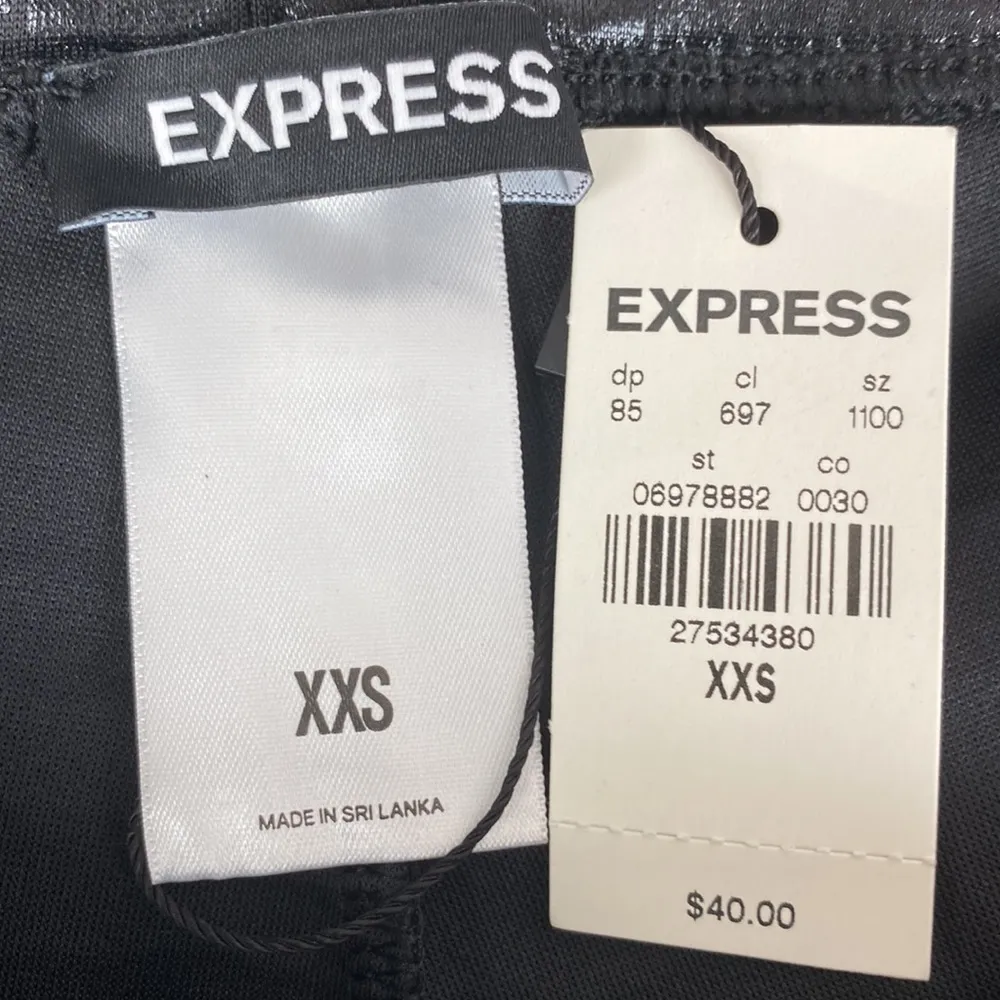 EXPRESS
XXS
MADE IN SRI LANKA
EXPRESS
dp cl sz
85 697 1100
st co
06978882 0030
27534380
XXS
$40.00